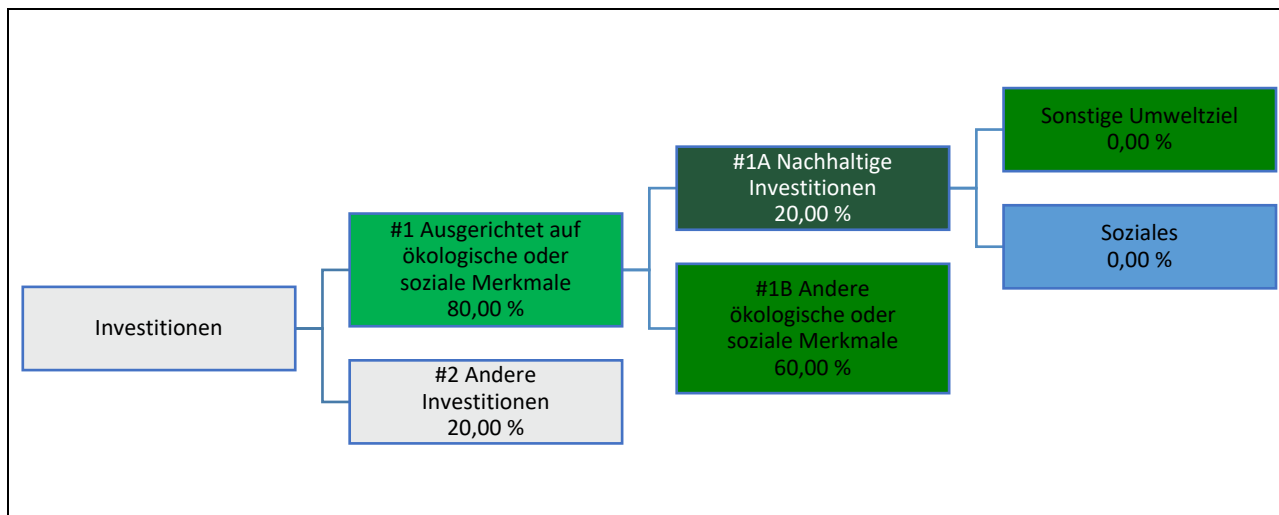 Investitionen
#1 Ausgerichtet auf
ökologische oder
soziale Merkmale
80,00 %
#2 Andere
Investitionen
20,00 %
#1A Nachhaltige
Investitionen
20,00 %
#1B Andere
ökologische oder
soziale Merkmale
60,00 %
Sonstige Umweltziel
0,00 %
Soziales
0,00 %